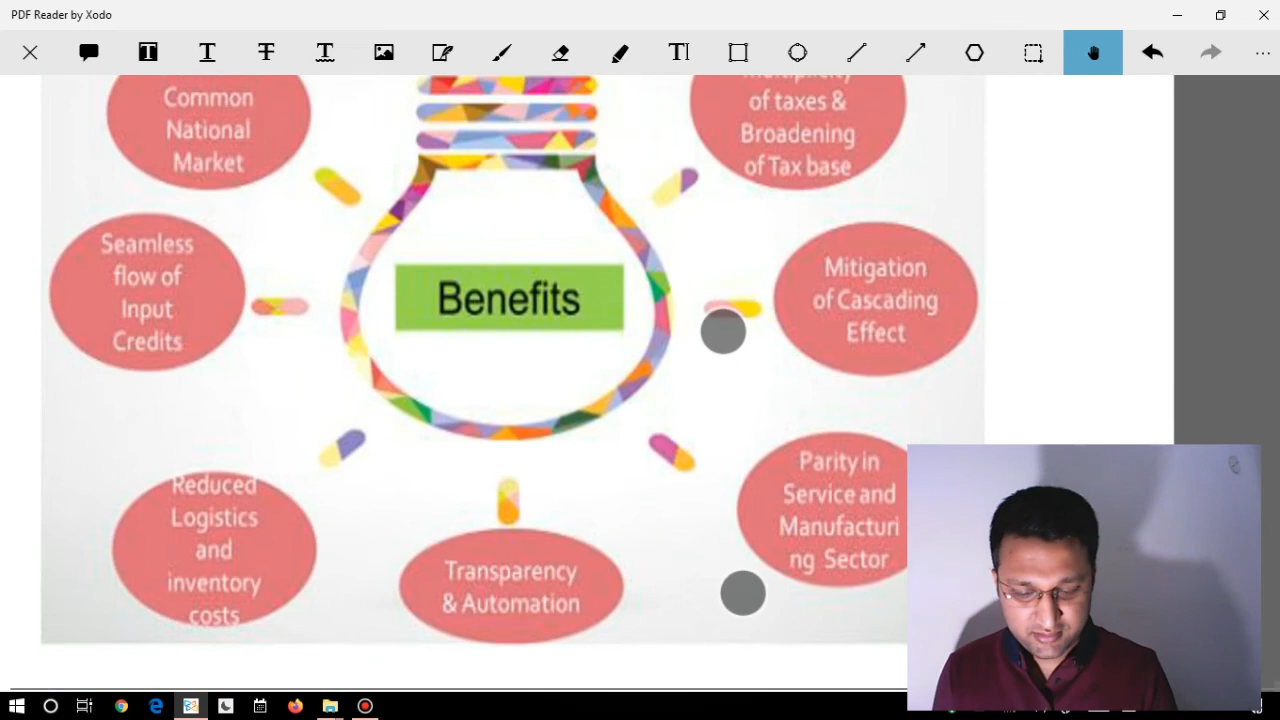 PDF Reader by Xodo
T
T
T
T
T
Common
National
Market
Multiplicity
of taxes &
Broadening
of Tax base
Seamless
flow of
Input
Credits
Benefits
Mitigation
of Cascading
Effect
Reduced
Logistics
and
inventory
costs
Transparency
& Automation
Parity in
Service and
Manufacturi
ng Sector